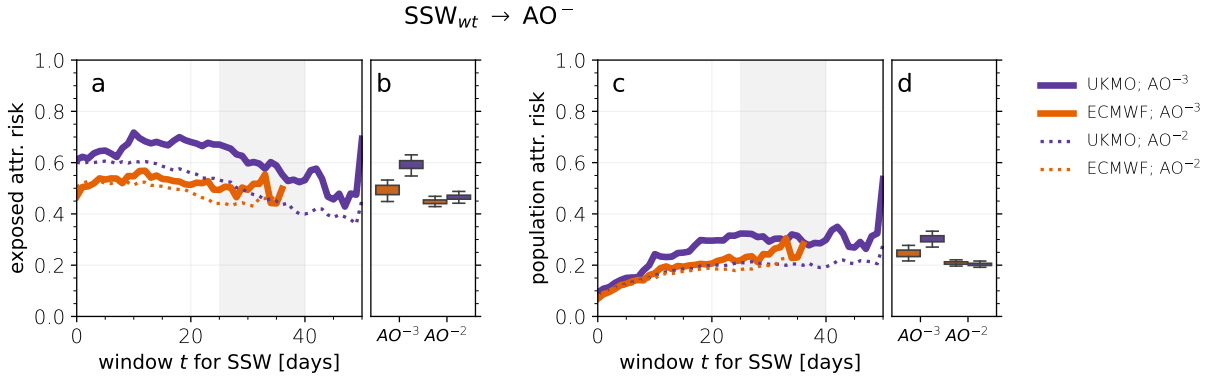 SSW_{wt} → AO⁻
exposed attr. risk
1.0
0.8
0.6
0.4
0.2
0.0
a
0
20
40
window t for SSW [days]
b
AO⁻³ AO⁻²
population attr. risk
1.0
0.8
0.6
0.4
0.2
0.0
c
0
20
40
window t for SSW [days]
d
AO⁻³ AO⁻²
UKMO; AO⁻³
ECMWF; AO⁻³
UKMO; AO⁻²
ECMWF; AO⁻²